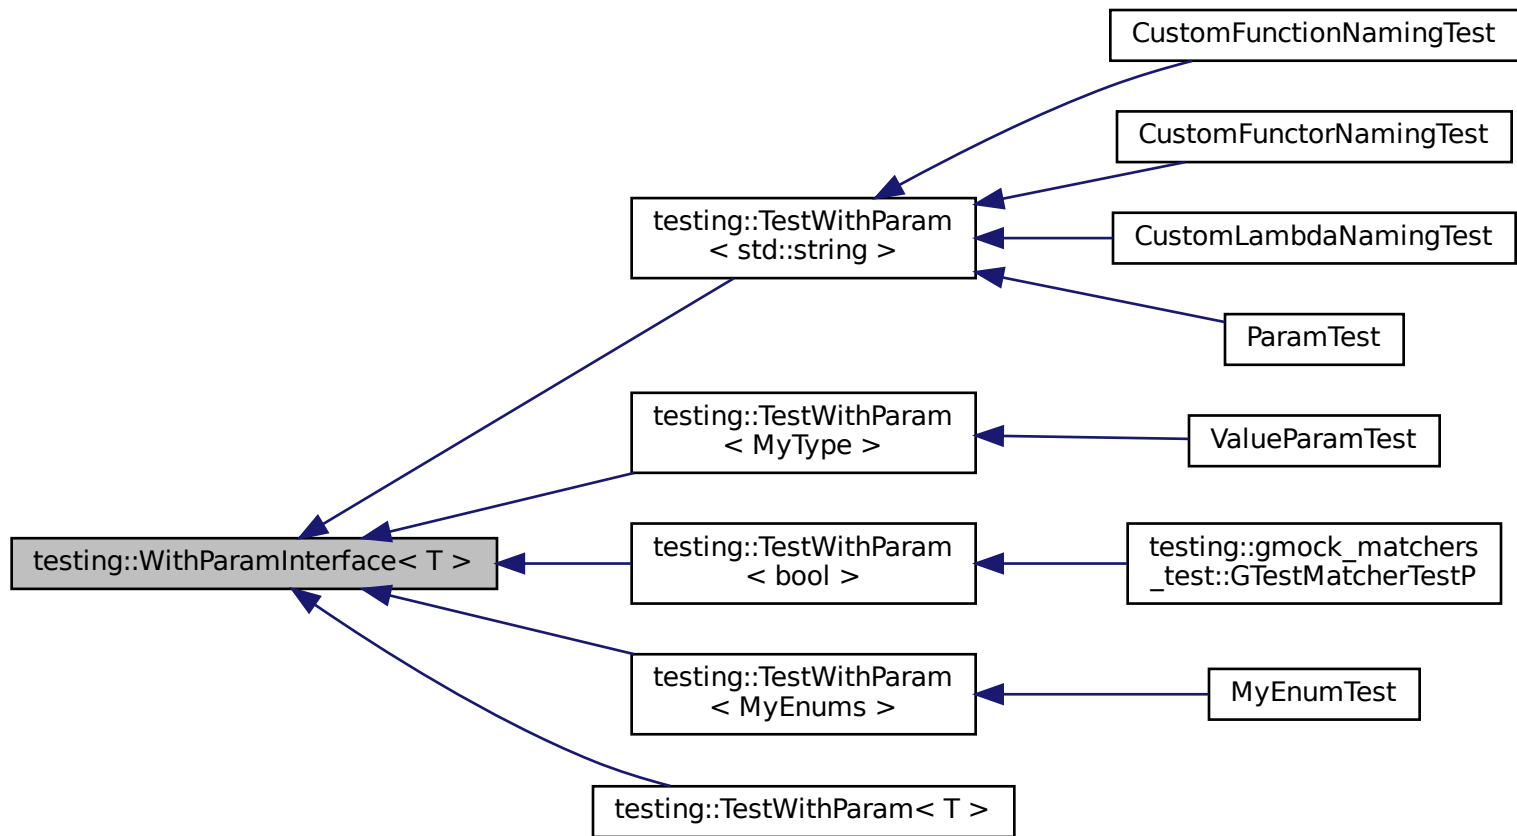 CustomFunctionNamingTest
CustomFunctorNamingTest
testing::TestWithParam
< std::string >
CustomLambdaNamingTest
ParamTest
testing::TestWithParam
< MyType >
ValueParamTest
testing::WithParamInterface< T >
testing::TestWithParam
< bool >
testing::gmock_matchers
_test::GTestMatcherTestP
testing::TestWithParam
< MyEnums >
MyEnumTest
testing::TestWithParam< T >